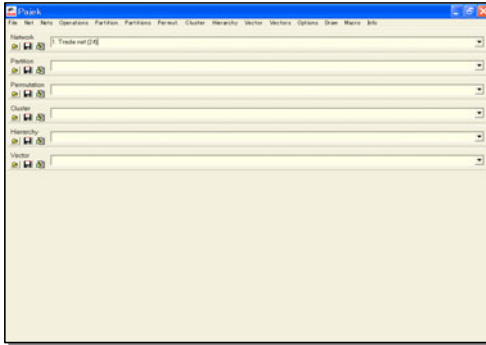 Pajek
File Net Nets Operations Partition Partitions Permut. Cluster Hierarchy Vector Vectors Options Draw Macro Info
Network
1. Trade.net (24)
Partition
Permutation
Cluster
Hierarchy
Vector